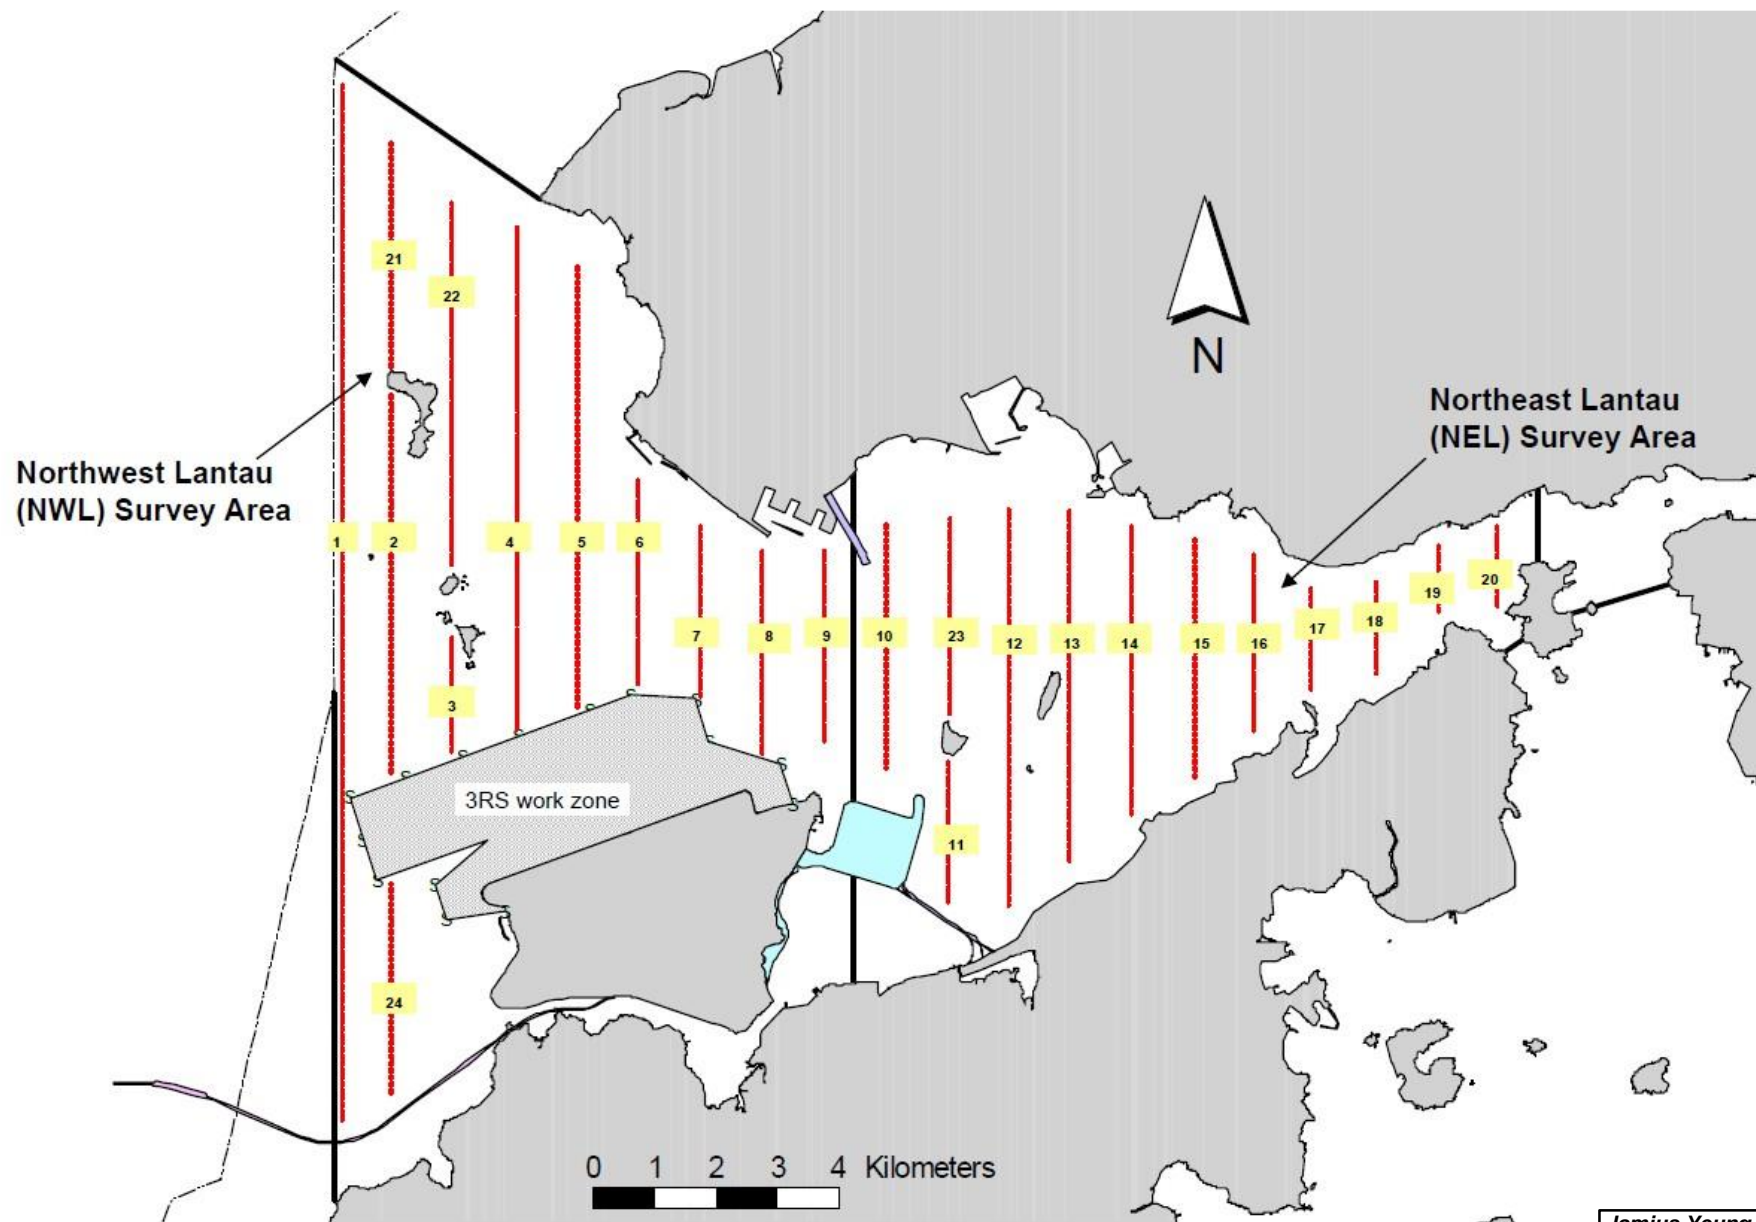 21
22
N
Northeast Lantau
(NEL) Survey Area
Northwest Lantau
(NWL) Survey Area
1
2
4
5
6
7
8
9
10
23
12
13
14
15
16
17
18
19
20
3
S
S
S
S
S
S
S
S
S
S
S
S
S
S
3RS work zone
11
24
0 1 2 3 4 Kilometers